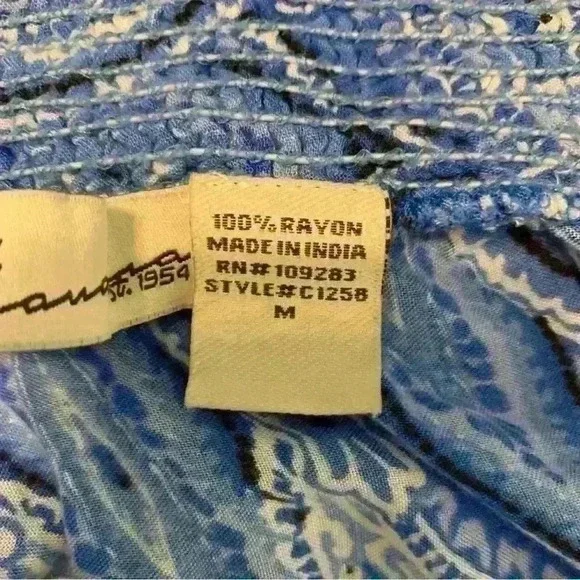 100% RAYON
MADE IN INDIA
RN# 109283
STYLE#C1258
M
st. 1954